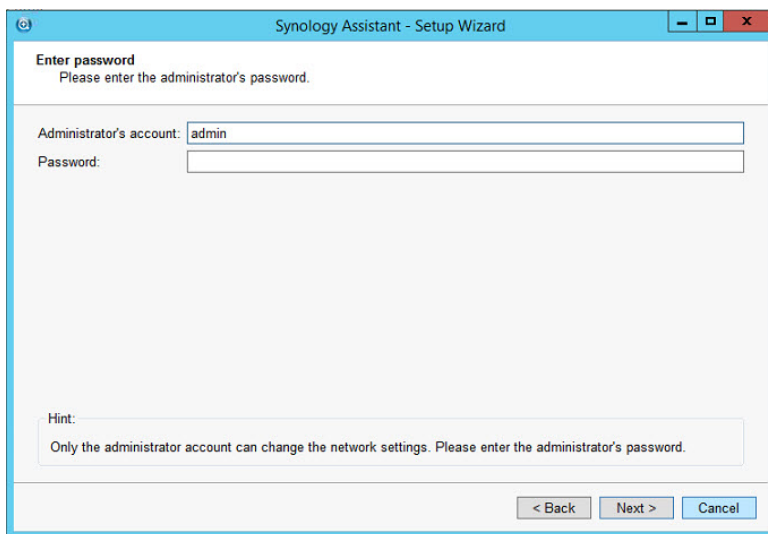 Synology Assistant - Setup Wizard
Enter password
Please enter the administrator's password.
Administrator's account: admin
Password:
Hint:
Only the administrator account can change the network settings. Please enter the administrator's password.
< Back Next > Cancel